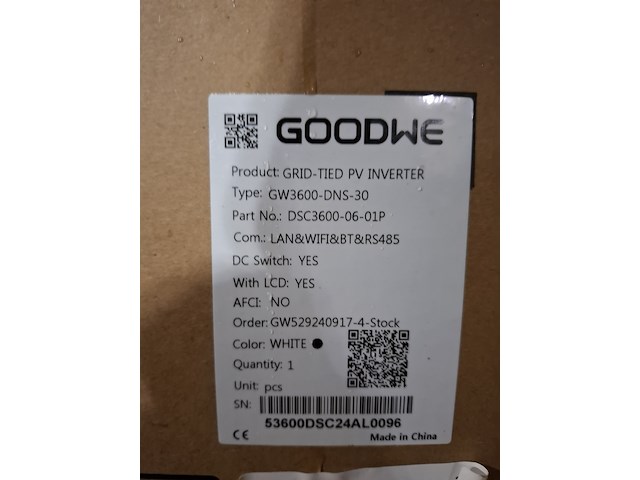 GOODWE
Product: GRID-TIED PV INVERTER
Type: GW3600-DNS-30
Part No.: DSC3600-06-01P
Com.: LAN&WIFI&BT&RS485
DC Switch: YES
With LCD: YES
AFCI: NO
Order: GW529240917-4-Stock
Color: WHITE ●
Quantity: 1
Unit: pcs
SN:
53600DSC24AL0096
CE
Made in China